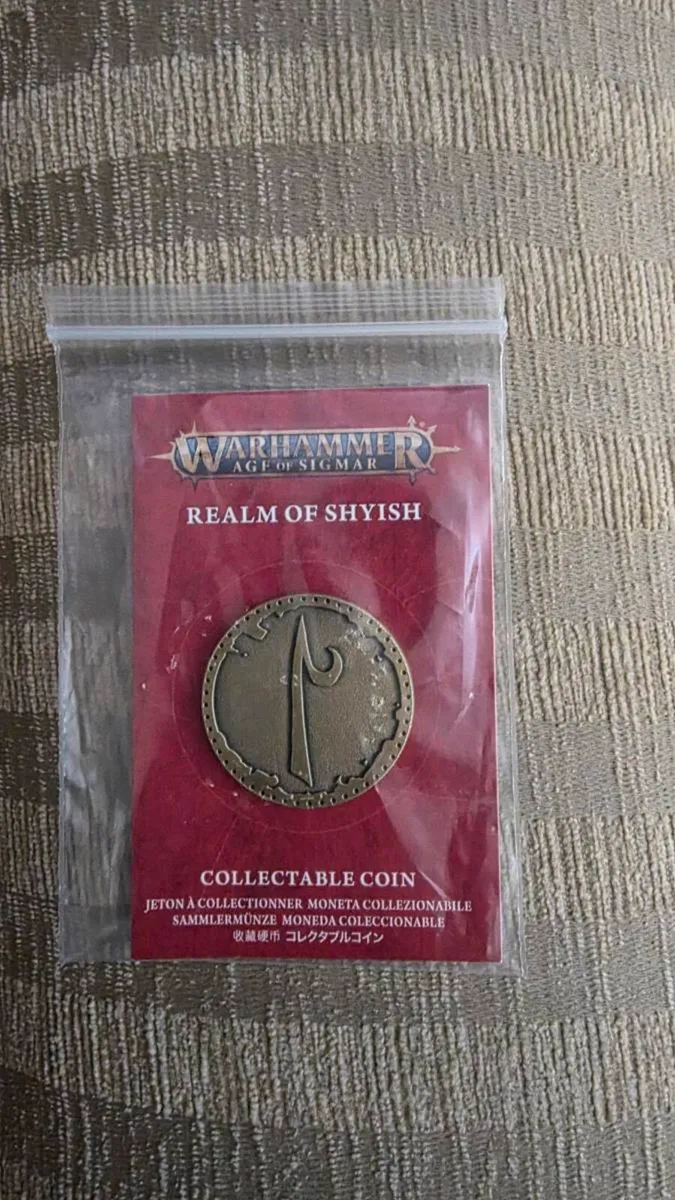 WARHAMMER
AGE OF SIGMAR
REALM OF SHYISH
COLLECTABLE COIN
JETON À COLLECTIONNER MONETA COLLEZIONABILE
SAMMLERMÜNZE MONEDA COLECCIONABLE
收藏硬币 コレクタブルコイン